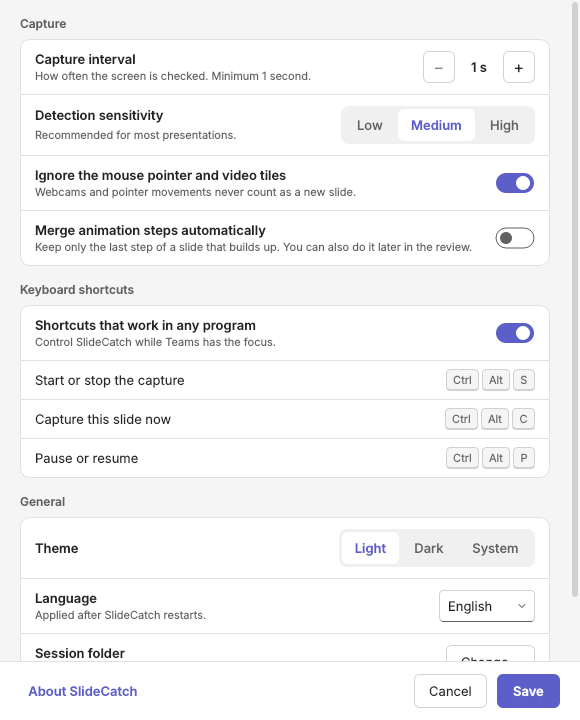 Capture
Capture interval
How often the screen is checked. Minimum 1 second.
− 1 s +
Detection sensitivity
Recommended for most presentations.
Low Medium High
Ignore the mouse pointer and video tiles
Webcams and pointer movements never count as a new slide.
Merge animation steps automatically
Keep only the last step of a slide that builds up. You can also do it later in the review.
Keyboard shortcuts
Shortcuts that work in any program
Control SlideCatch while Teams has the focus.
Start or stop the capture Ctrl Alt S
Capture this slide now Ctrl Alt C
Pause or resume Ctrl Alt P
General
Theme Light Dark System
Language
Applied after SlideCatch restarts.
English
Session folder
Change
About SlideCatch Cancel Save